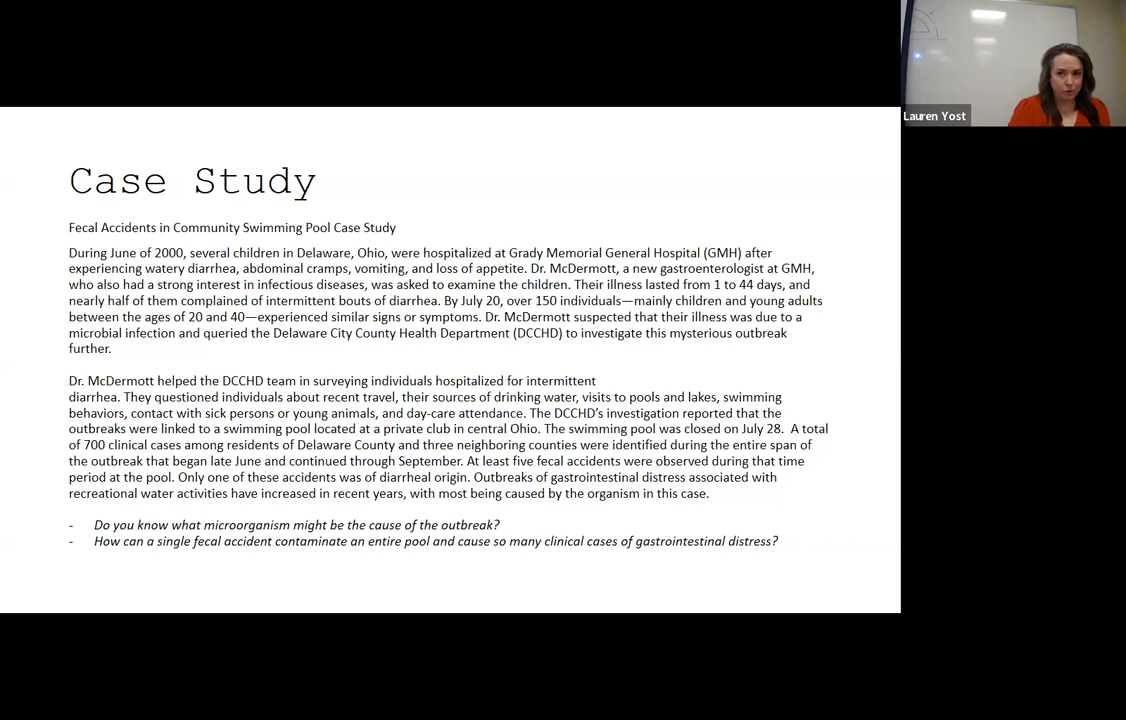 Lauren Yost
Case Study
Fecal Accidents in Community Swimming Pool Case Study
During June of 2000, several children in Delaware, Ohio, were hospitalized at Grady Memorial General Hospital (GMH) after
experiencing watery diarrhea, abdominal cramps, vomiting, and loss of appetite. Dr. McDermott, a new gastroenterologist at GMH,
who also had a strong interest in infectious diseases, was asked to examine the children. Their illness lasted from 1 to 44 days, and
nearly half of them complained of intermittent bouts of diarrhea. By July 20, over 150 individuals—mainly children and young adults
between the ages of 20 and 40—experienced similar signs or symptoms. Dr. McDermott suspected that their illness was due to a
microbial infection and queried the Delaware City County Health Department (DCCHD) to investigate this mysterious outbreak
further.
Dr. McDermott helped the DCCHD team in surveying individuals hospitalized for intermittent
diarrhea. They questioned individuals about recent travel, their sources of drinking water, visits to pools and lakes, swimming
behaviors, contact with sick persons or young animals, and day-care attendance. The DCCHD's investigation reported that the
outbreaks were linked to a swimming pool located at a private club in central Ohio. The swimming pool was closed on July 28. A total
of 700 clinical cases among residents of Delaware County and three neighboring counties were identified during the entire span of
the outbreak that began late June and continued through September. At least five fecal accidents were observed during that time
period at the pool. Only one of these accidents was of diarrheal origin. Outbreaks of gastrointestinal distress associated with
recreational water activities have increased in recent years, with most being caused by the organism in this case.
- Do you know what microorganism might be the cause of the outbreak?
- How can a single fecal accident contaminate an entire pool and cause so many clinical cases of gastrointestinal distress?